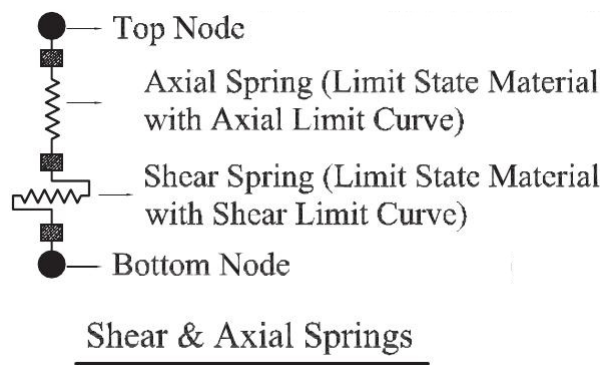 Top Node
Axial Spring (Limit State Material
with Axial Limit Curve)
Shear Spring (Limit State Material
with Shear Limit Curve)
Bottom Node
Shear & Axial Springs